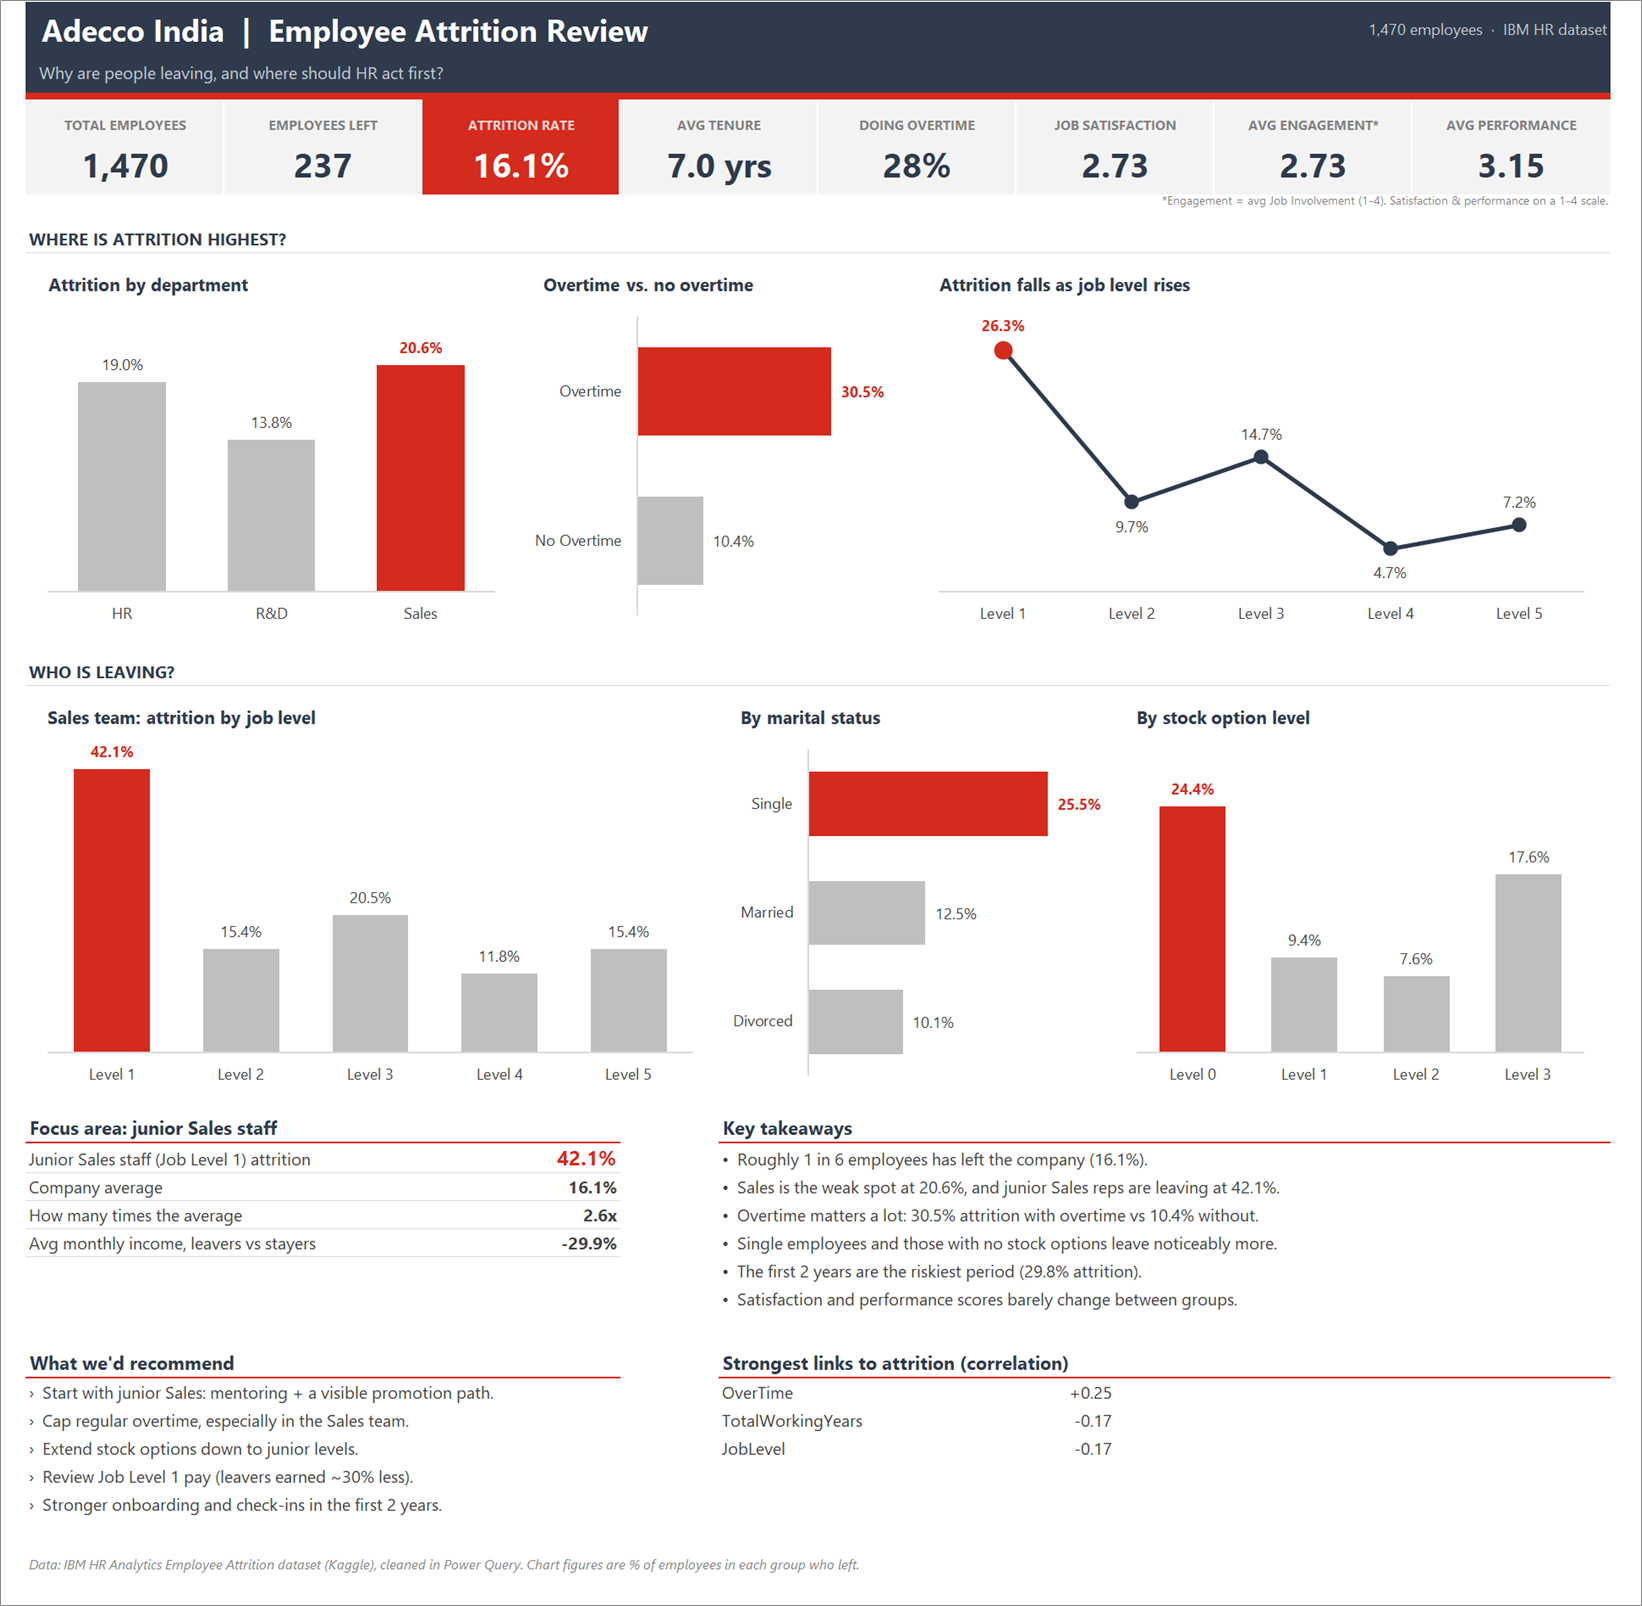 Adecco India | Employee Attrition Review
1,470 employees · IBM HR dataset
Why are people leaving, and where should HR act first?
TOTAL EMPLOYEES
1,470
EMPLOYEES LEFT
237
ATTRITION RATE
16.1%
AVG TENURE
7.0 yrs
DOING OVERTIME
28%
JOB SATISFACTION
2.73
AVG ENGAGEMENT*
2.73
AVG PERFORMANCE
3.15
*Engagement = avg Job Involvement (1-4). Satisfaction & performance on a 1-4 scale.
WHERE IS ATTRITION HIGHEST?
Attrition by department
19.0%
13.8%
20.6%
HR
R&D
Sales
Overtime vs. no overtime
Overtime
30.5%
No Overtime
10.4%
Attrition falls as job level rises
26.3%
9.7%
14.7%
4.7%
7.2%
Level 1
Level 2
Level 3
Level 4
Level 5
WHO IS LEAVING?
Sales team: attrition by job level
42.1%
15.4%
20.5%
11.8%
15.4%
Level 1
Level 2
Level 3
Level 4
Level 5
By marital status
Single
25.5%
Married
12.5%
Divorced
10.1%
By stock option level
24.4%
9.4%
7.6%
17.6%
Level 0
Level 1
Level 2
Level 3
Focus area: junior Sales staff
Junior Sales staff (Job Level 1) attrition 42.1%
Company average 16.1%
How many times the average 2.6x
Avg monthly income, leavers vs stayers -29.9%
Key takeaways
• Roughly 1 in 6 employees has left the company (16.1%).
• Sales is the weak spot at 20.6%, and junior Sales reps are leaving at 42.1%.
• Overtime matters a lot: 30.5% attrition with overtime vs 10.4% without.
• Single employees and those with no stock options leave noticeably more.
• The first 2 years are the riskiest period (29.8% attrition).
• Satisfaction and performance scores barely change between groups.
What we'd recommend
› Start with junior Sales: mentoring + a visible promotion path.
› Cap regular overtime, especially in the Sales team.
› Extend stock options down to junior levels.
› Review Job Level 1 pay (leavers earned ~30% less).
› Stronger onboarding and check-ins in the first 2 years.
Strongest links to attrition (correlation)
OverTime +0.25
TotalWorkingYears -0.17
JobLevel -0.17
Data: IBM HR Analytics Employee Attrition dataset (Kaggle), cleaned in Power Query. Chart figures are % of employees in each group who left.